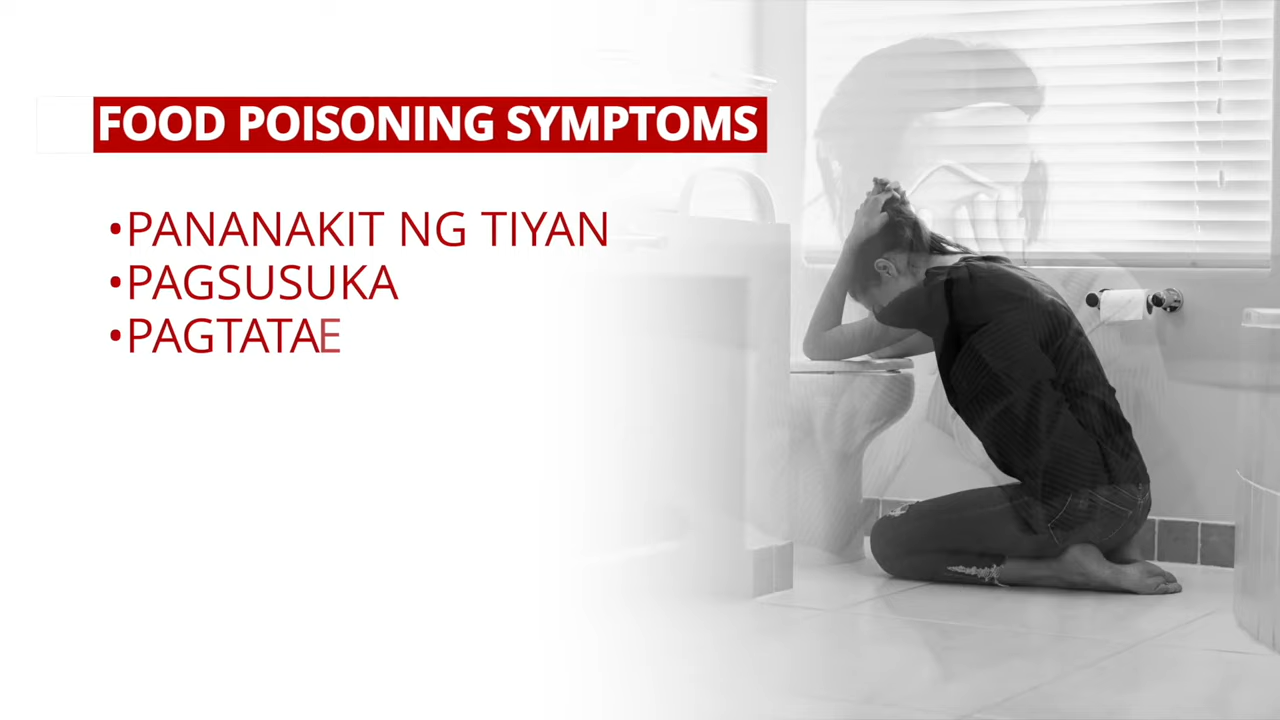 FOOD POISONING SYMPTOMS
•PANANAKIT NG TIYAN
•PAGSUSUKA
•PAGTATAE